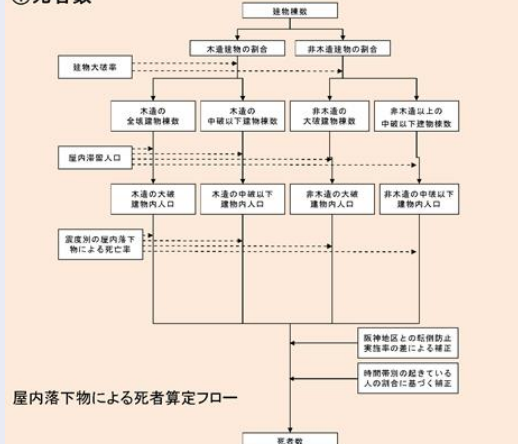 建物棟数
木造建物の割合
非木造建物の割合
建物大破率
木造の
全壊建物棟数
木造の
中破以下建物棟数
非木造の
大破建物棟数
非木造以上の
中破以下建物棟数
屋内滞留人口
木造の大破
建物内人口
木造の中破以下
建物内人口
非木造の大破
建物内人口
非木造の中破以下
建物内人口
震度別の屋内落下
物による死亡率
阪神地区との転倒防止
実施率の差による補正
時間帯別の起きている
人の割合に基づく補正
屋内落下物による死者算定フロー
死者数